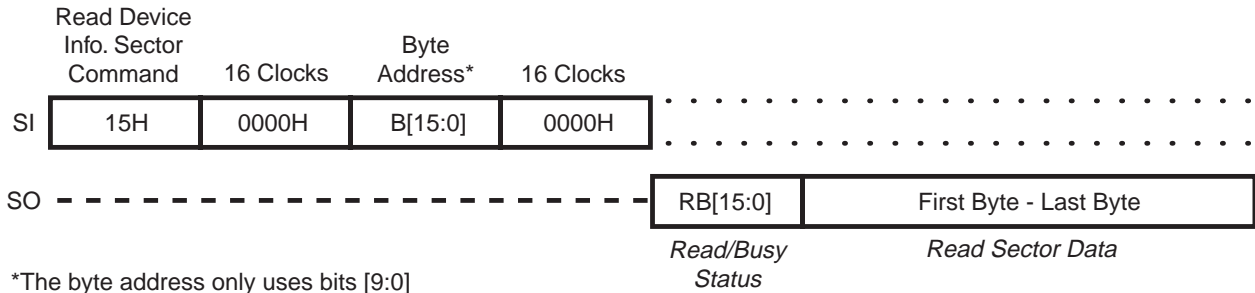 Read Device
Info. Sector
Command
16 Clocks
Byte
Address*
16 Clocks
SI
15H
0000H
B[15:0]
0000H
SO
RB[15:0]
First Byte - Last Byte
Read/Busy
Status
Read Sector Data
*The byte address only uses bits [9:0]